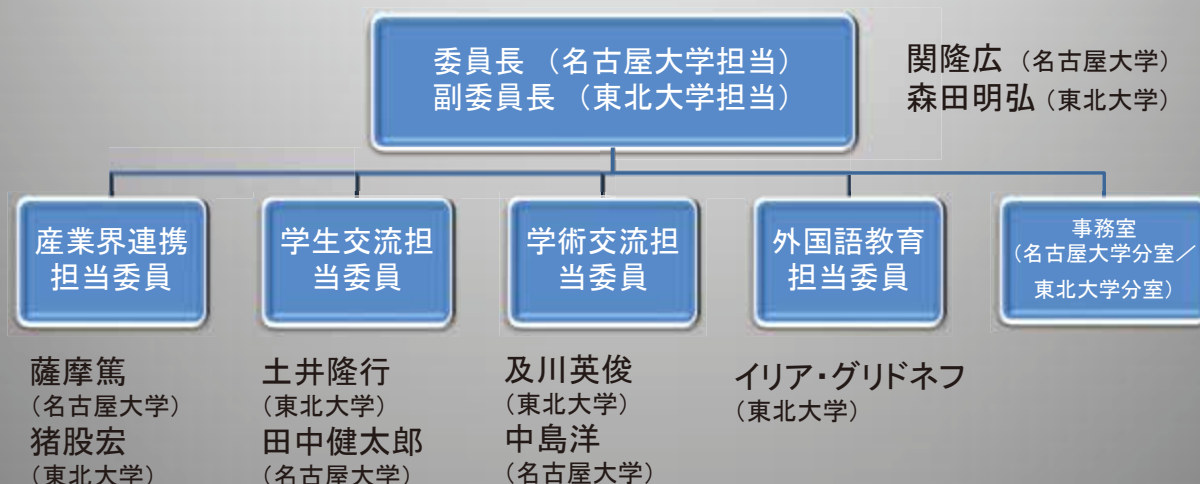 委員長 （名古屋大学担当）
副委員長 （東北大学担当）
関隆広 （名古屋大学）
森田明弘（東北大学）
産業界連携
担当委員
学生交流担
当委員
学術交流担
当委員
外国語教育
担当委員
事務室
（名古屋大学分室／
東北大学分室）
薩摩篤
（名古屋大学）
猪股宏
（東北大学）
土井隆行
（東北大学）
田中健太郎
（名古屋大学）
及川英俊
（東北大学）
中島洋
（名古屋大学）
イリア・グリドネフ
（東北大学）